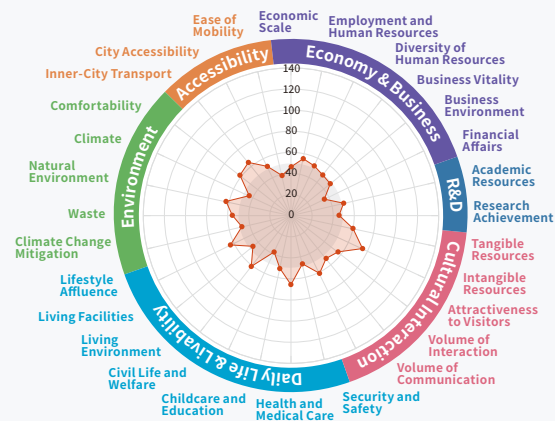 Economic
Scale
Employment and
Human Resources
Diversity of
Human Resources
Business Vitality
Business
Environment
Financial
Affairs
Academic
Resources
Research
Achievement
Tangible
Resources
Intangible
Resources
Attractiveness
to Visitors
Volume of
Interaction
Volume of
Communication
Security and
Safety
Health and
Medical Care
Childcare and
Education
Civil Life and
Welfare
Living
Environment
Living Facilities
Lifestyle
Affluence
Climate Change
Mitigation
Waste
Natural
Environment
Climate
Comfortability
Inner-City Transport
City Accessibility
Ease of
Mobility
Economy & Business
R&D
Cultural Interaction
Daily Life & Livability
Environment
Accessibility
140
120
100
80
60
40
20
0